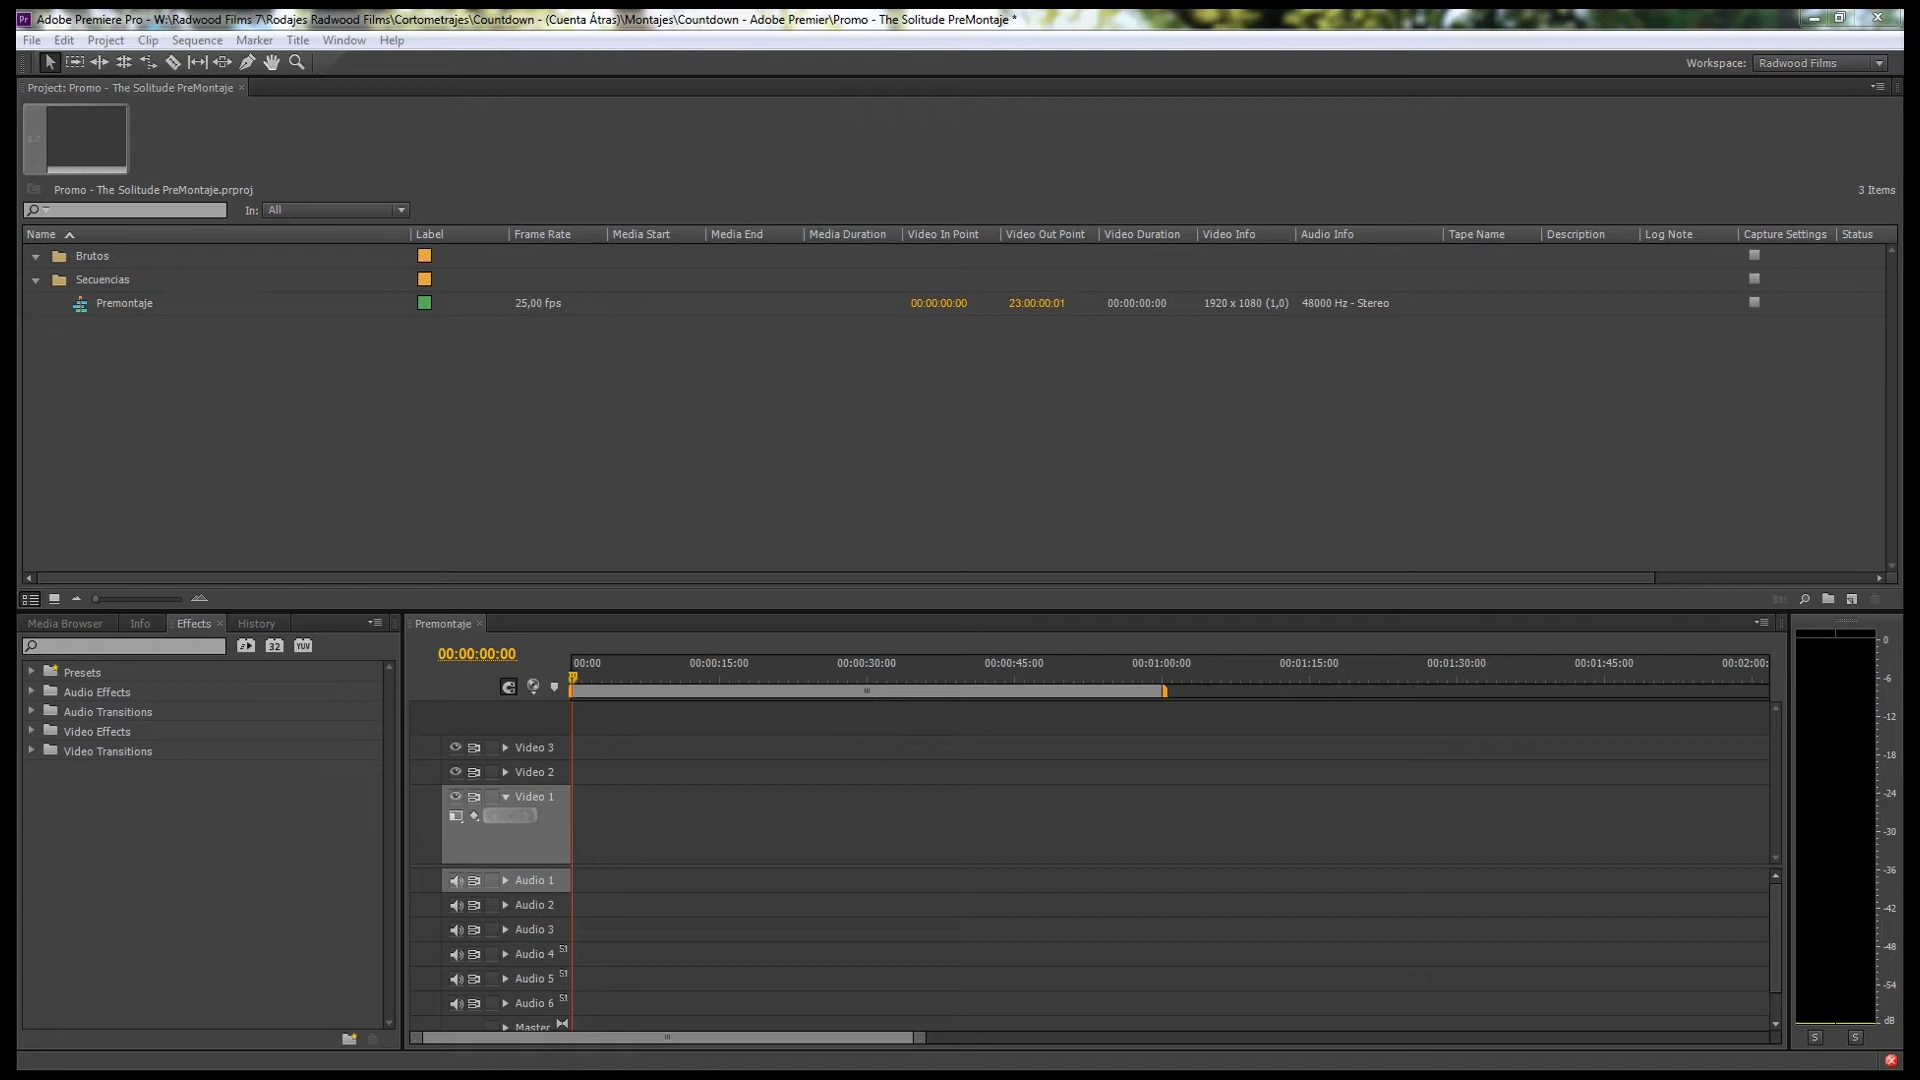 Pr Adobe Premiere Pro - W:\Radwood Films 7\Rodajes Radwood Films\Cortometrajes\Countdown - (Cuenta Átras)\Montajes\Countdown - Adobe Premier\Promo - The Solitude PreMontaje *
File Edit Project Clip Sequence Marker Title Window Help
Workspace: Radwood Films
Project: Promo - The Solitude PreMontaje
Promo - The Solitude PreMontaje.prproj 3 Items
In: All
Name Label Frame Rate Media Start Media End Media Duration Video In Point Video Out Point Video Duration Video Info Audio Info Tape Name Description Log Note Capture Settings Status
Brutos
Secuencias
Premontaje 25,00 fps 00:00:00:00 23:00:00:01 00:00:00:00 1920 x 1080 (1,0) 48000 Hz - Stereo
Media Browser Info Effects History
32 YUV
Presets
Audio Effects
Audio Transitions
Video Effects
Video Transitions
Premontaje
00:00:00:00
00:00 00:00:15:00 00:00:30:00 00:00:45:00 00:01:00:00 00:01:15:00 00:01:30:00 00:01:45:00 00:02:00:
Video 3
Video 2
Video 1
Audio 1
Audio 2
Audio 3
Audio 4 5.1
Audio 5 5.1
Audio 6 5.1
Master
0
-6
-12
-18
-24
-30
-36
-42
-48
-54
dB
S S